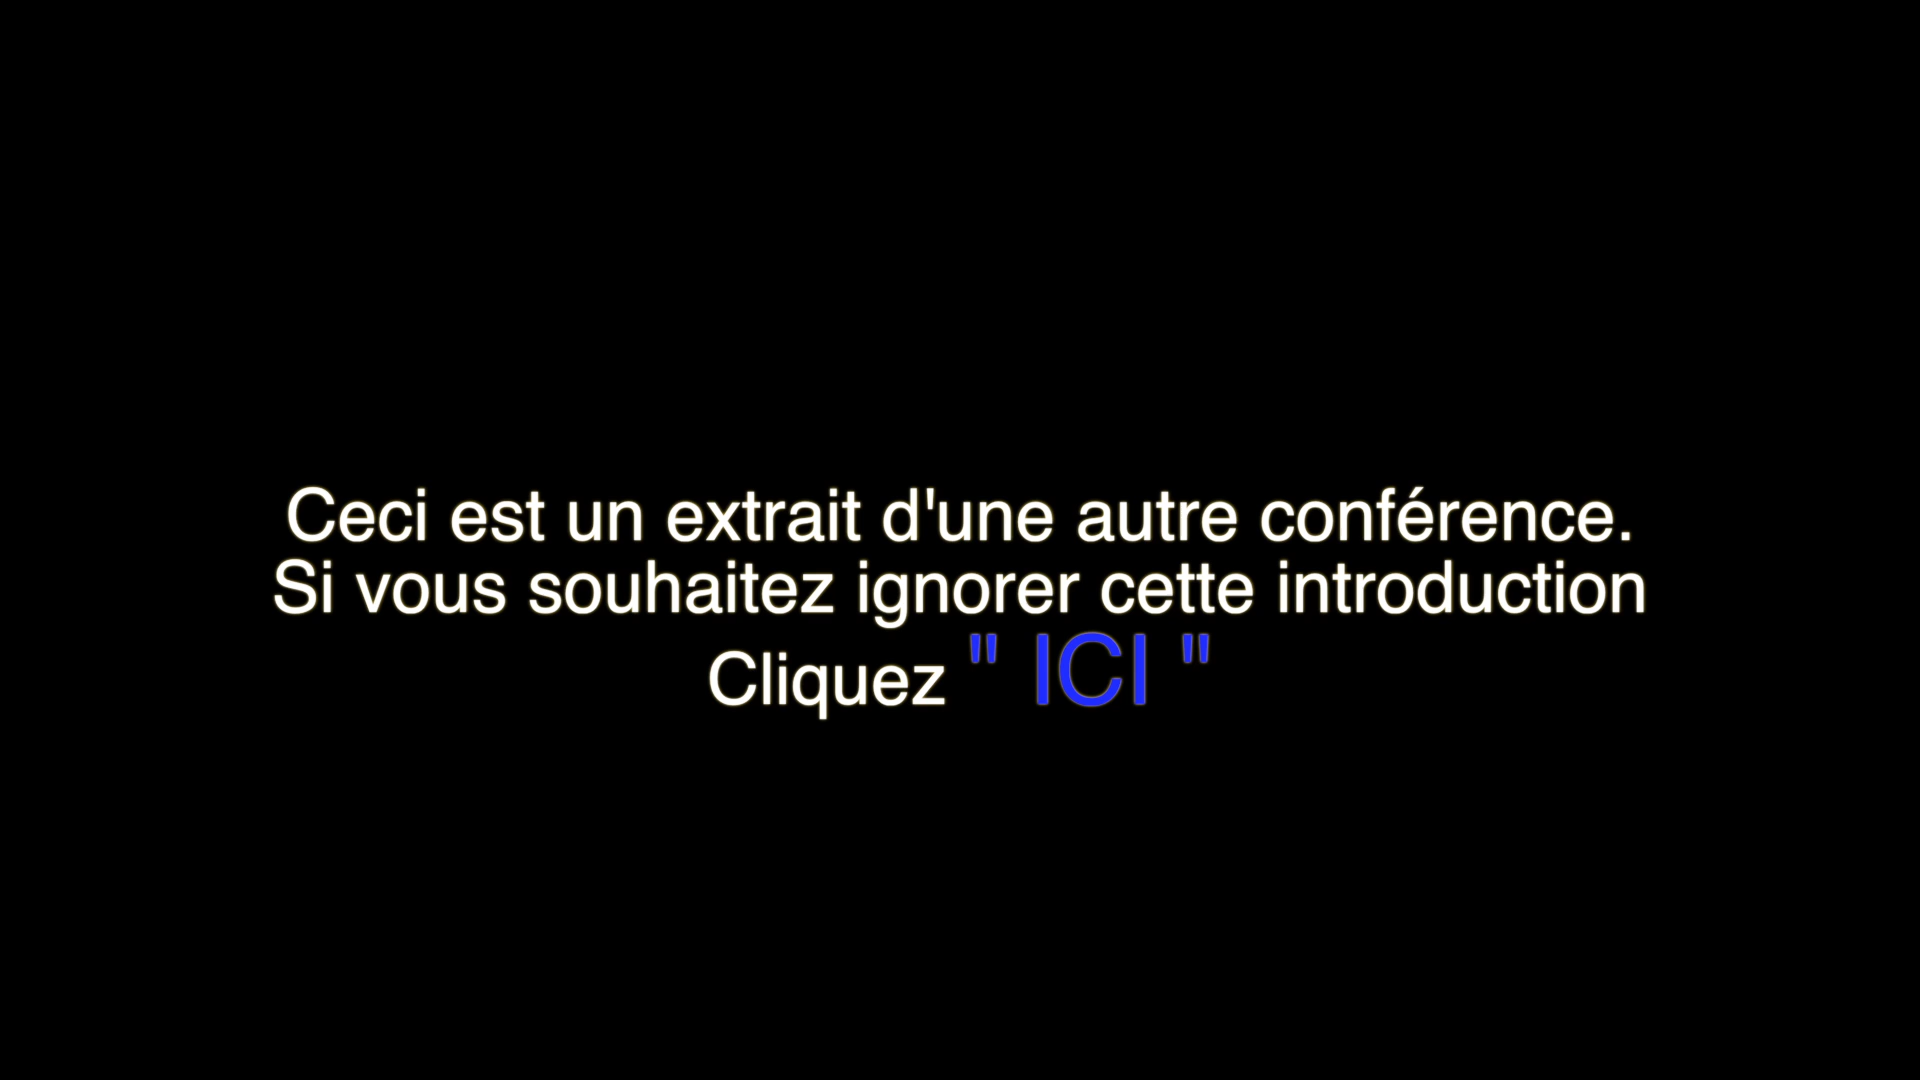 Ceci est un extrait d'une autre conférence.
Si vous souhaitez ignorer cette introduction
Cliquez " ICI "